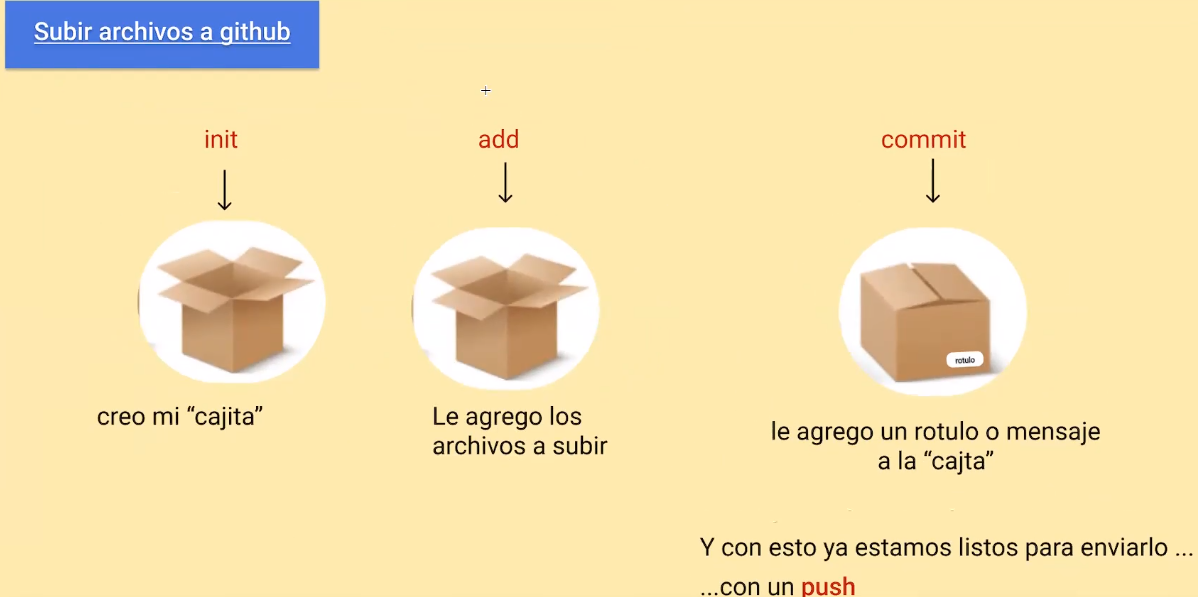 Subir archivos a github
init
add
commit
rotulo
creo mi “cajita”
Le agrego los
archivos a subir
le agrego un rotulo o mensaje
a la “cajta”
Y con esto ya estamos listos para enviarlo ...
...con un push